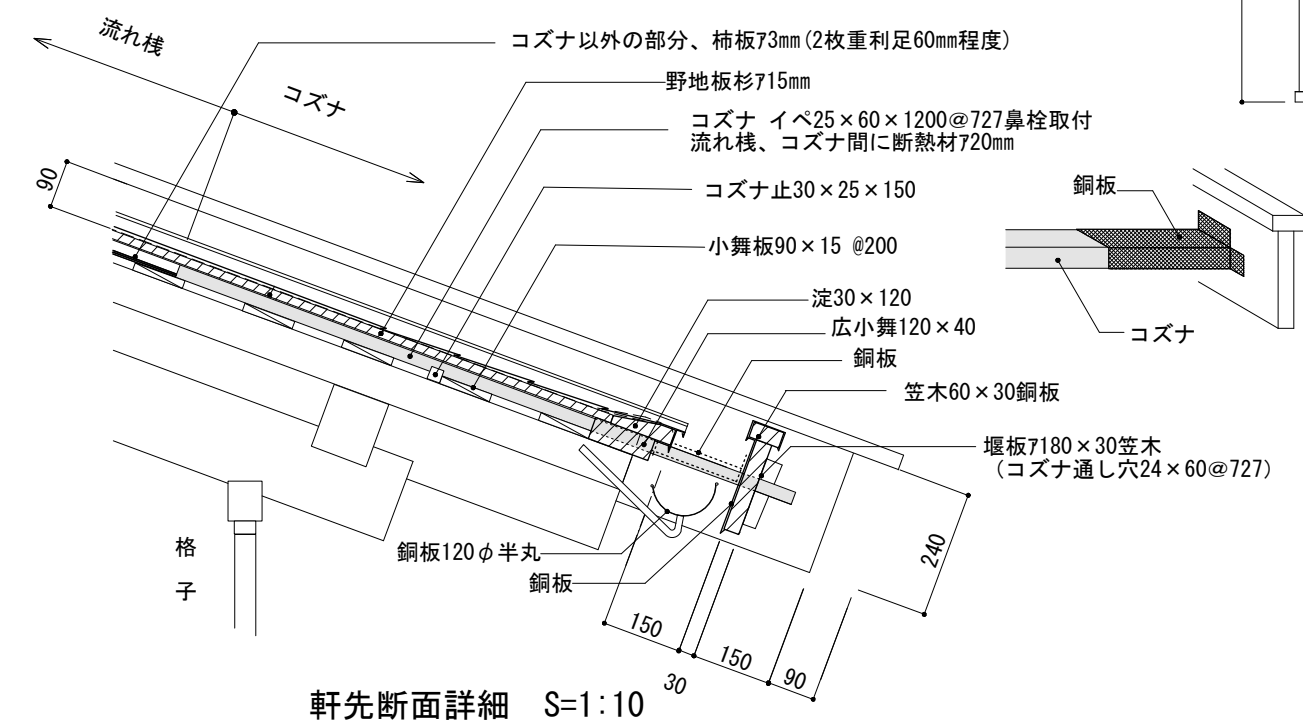 流れ桟
コズナ
コズナ以外の部分、柿板ｱ3mm(2枚重利足60mm程度)
野地板杉ｱ15mm
コズナ イペ25×60×1200@727鼻栓取付
流れ桟、コズナ間に断熱材ｱ20mm
コズナ止30×25×150
小舞板90×15 @200
淀30×120
広小舞120×40
銅板
笠木60×30銅板
堰板ｱ180×30笠木
(コズナ通し穴24×60@727)
90
銅板
コズナ
格
子
銅板120φ半丸
銅板
240
150
30
150
90
軒先断面詳細 S=1:10